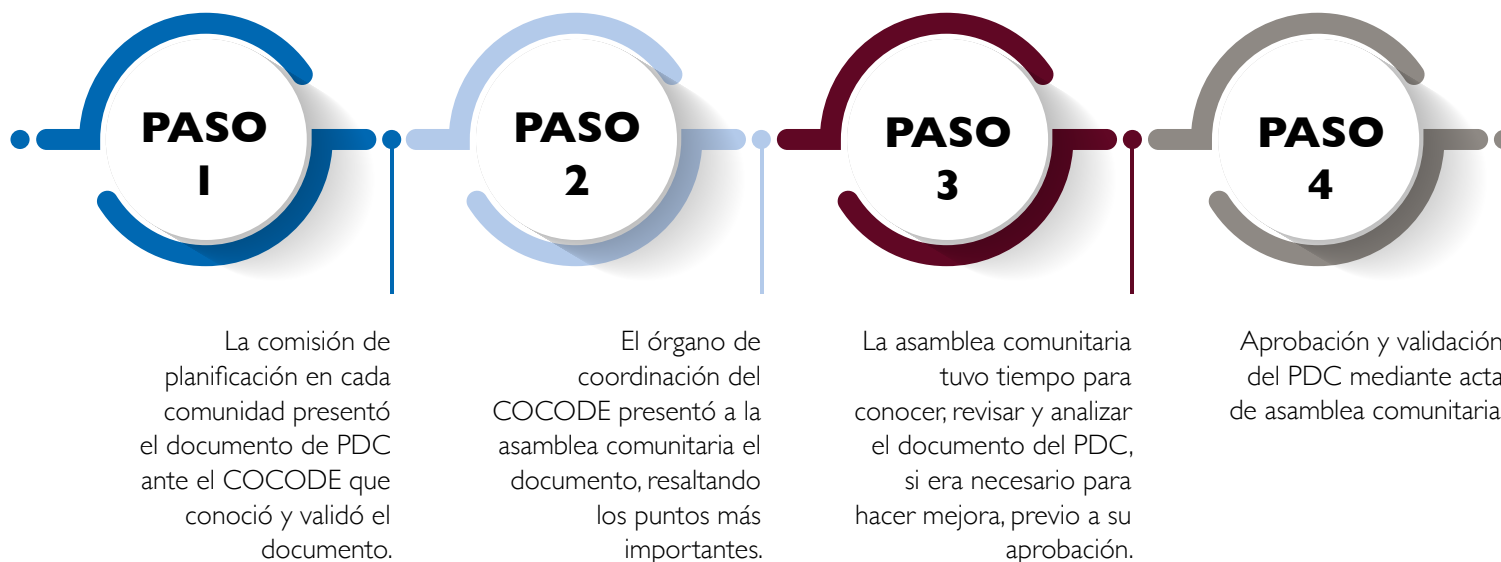 PASO
1
La comisión de
planificación en cada
comunidad presentó
el documento de PDC
ante el COCODE que
conoció y validó el
documento.
PASO
2
El órgano de
coordinación del
COCODE presentó a la
asamblea comunitaria el
documento, resaltando
los puntos más
importantes.
PASO
3
La asamblea comunitaria
tuvo tiempo para
conocer, revisar y analizar
el documento del PDC,
si era necesario para
hacer mejora, previo a su
aprobación.
PASO
4
Aprobación y validación
del PDC mediante acta
de asamblea comunitaria